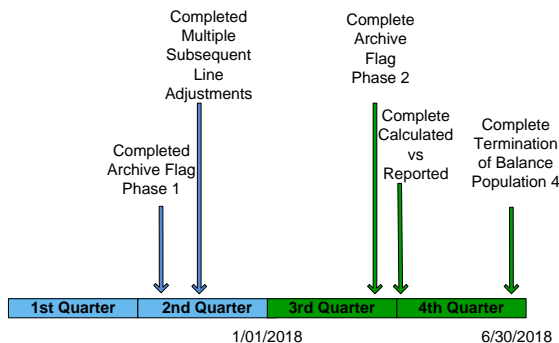 Completed
Multiple
Subsequent
Line
Adjustments
Complete
Archive
Flag
Phase 2
Completed
Archive Flag
Phase 1
Complete
Calculated
vs
Reported
Complete
Termination
of Balance
Population 4
1st Quarter
2nd Quarter
3rd Quarter
4th Quarter
1/01/2018
6/30/2018